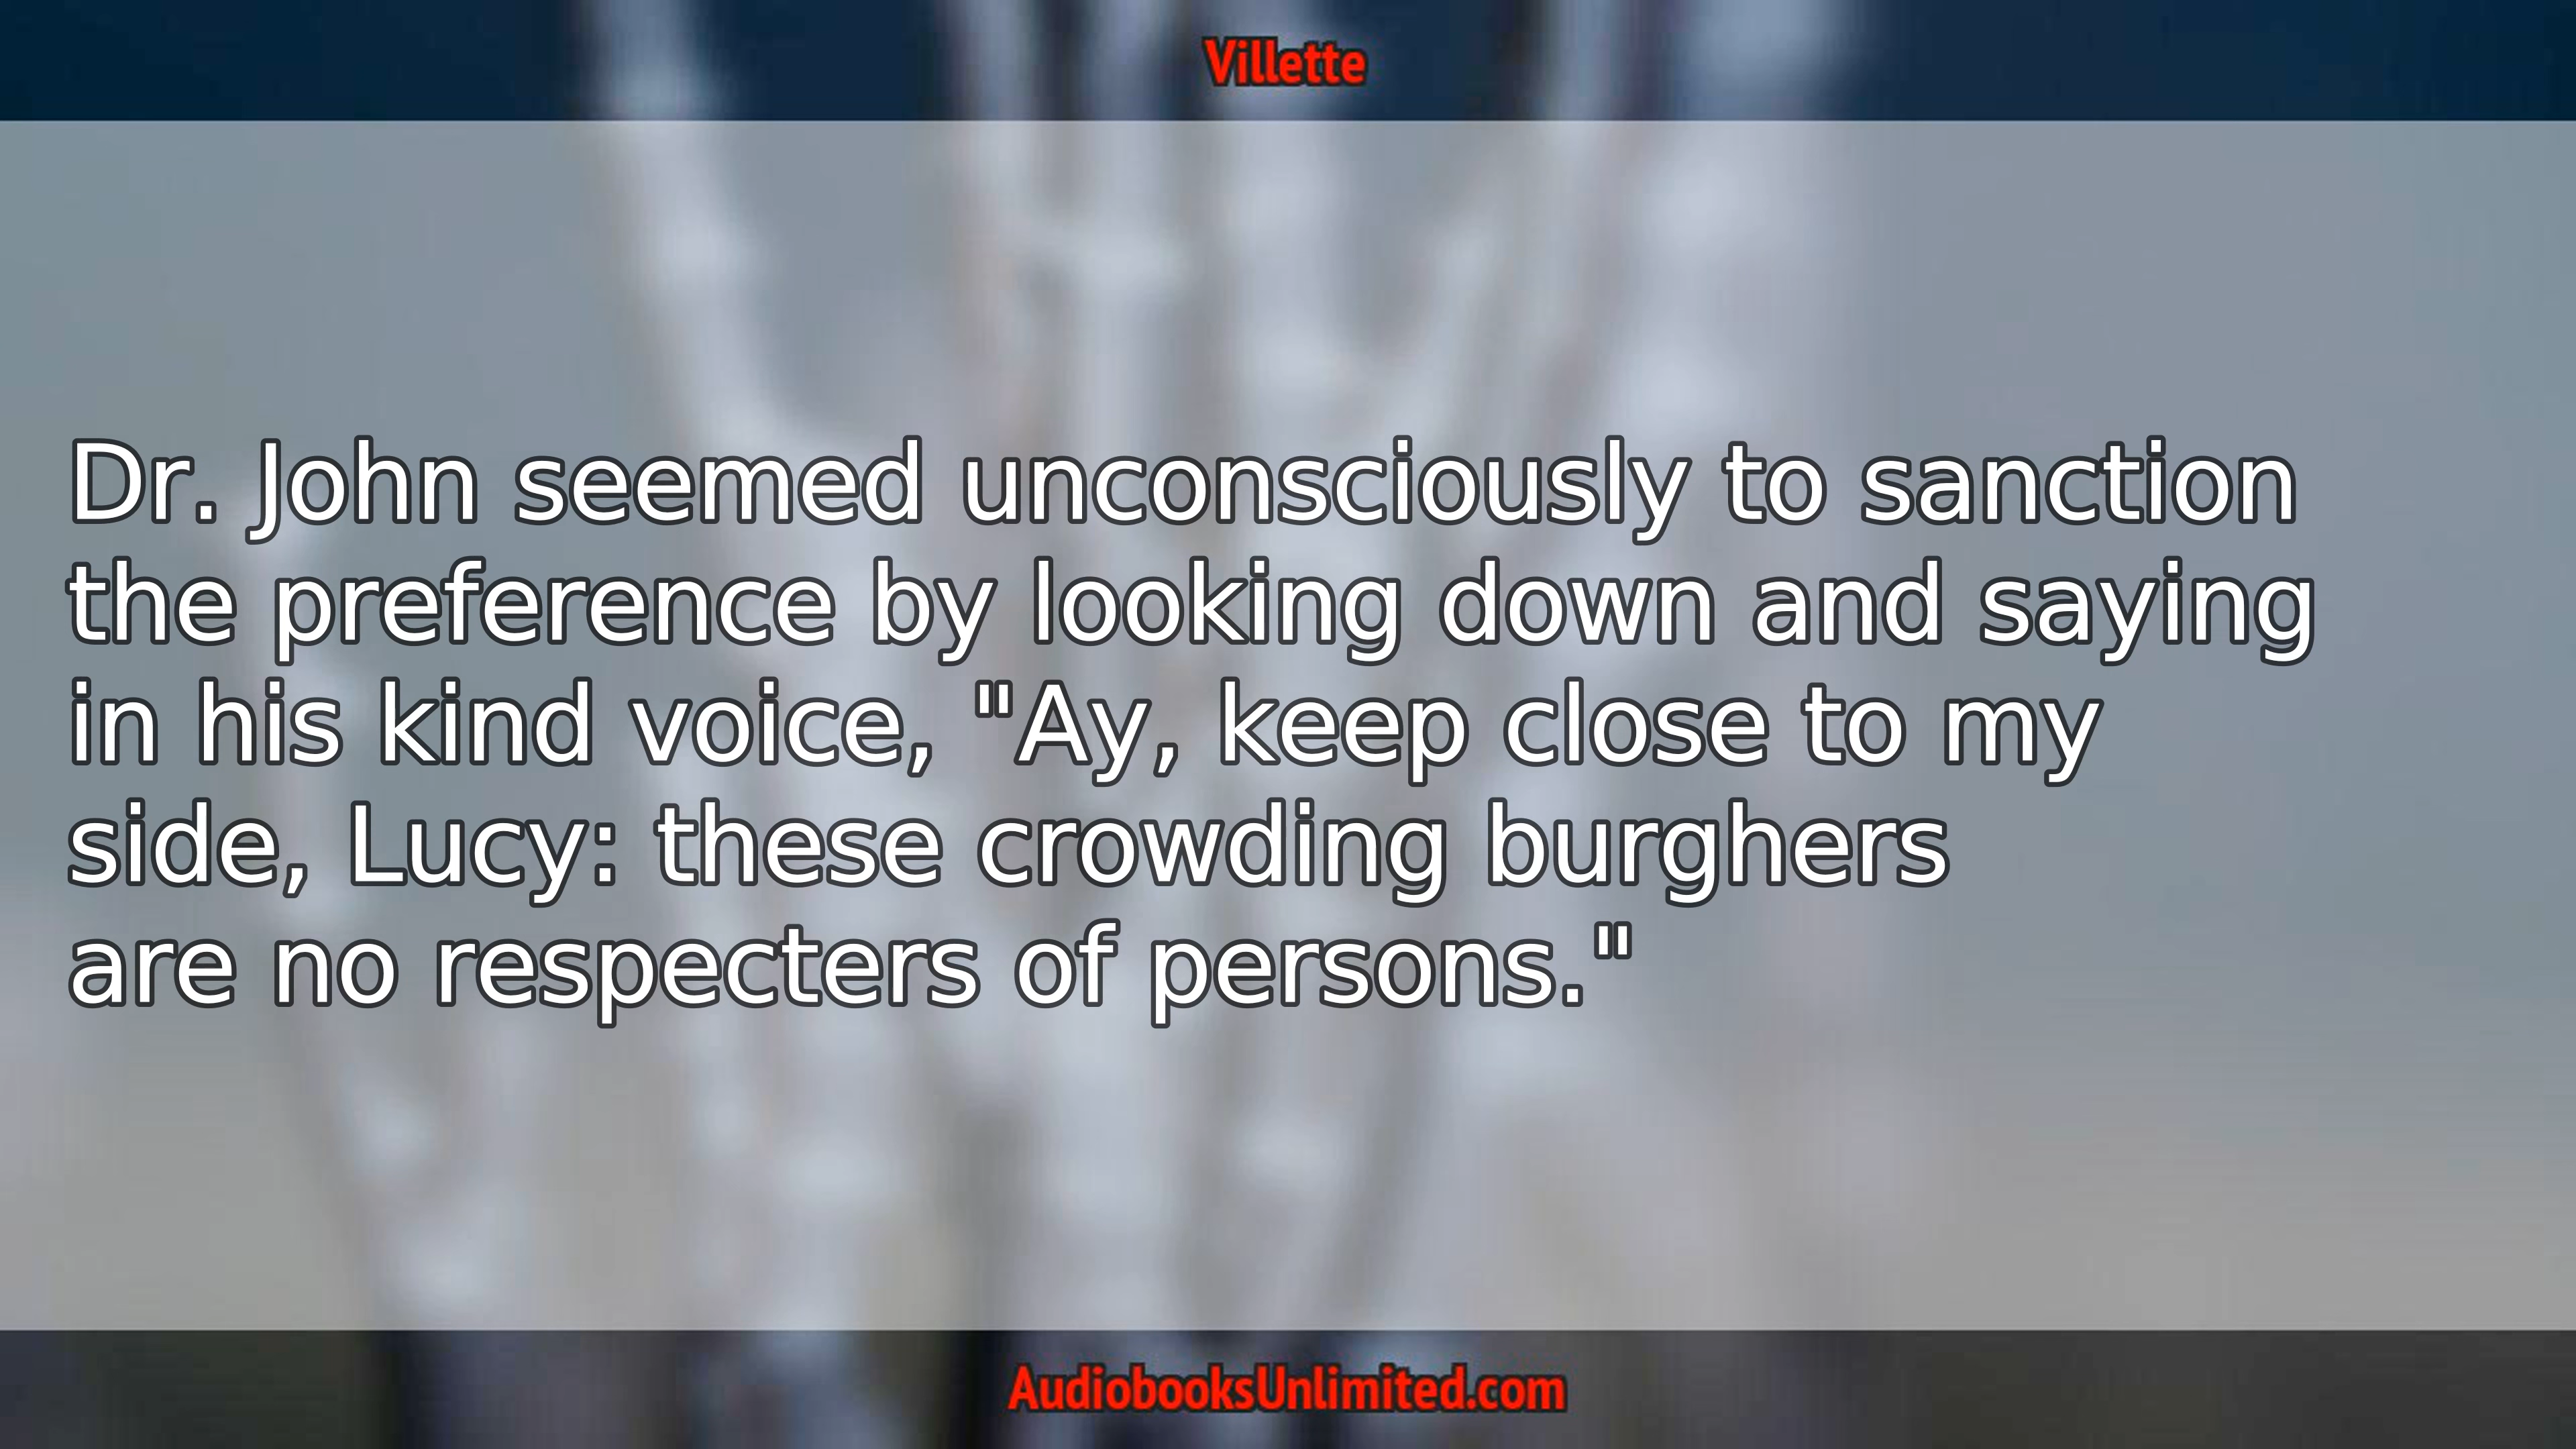 Villette
Dr. John seemed unconsciously to sanction
the preference by looking down and saying
in his kind voice, "Ay, keep close to my
side, Lucy: these crowding burghers
are no respecters of persons."
AudiobooksUnlimited.com